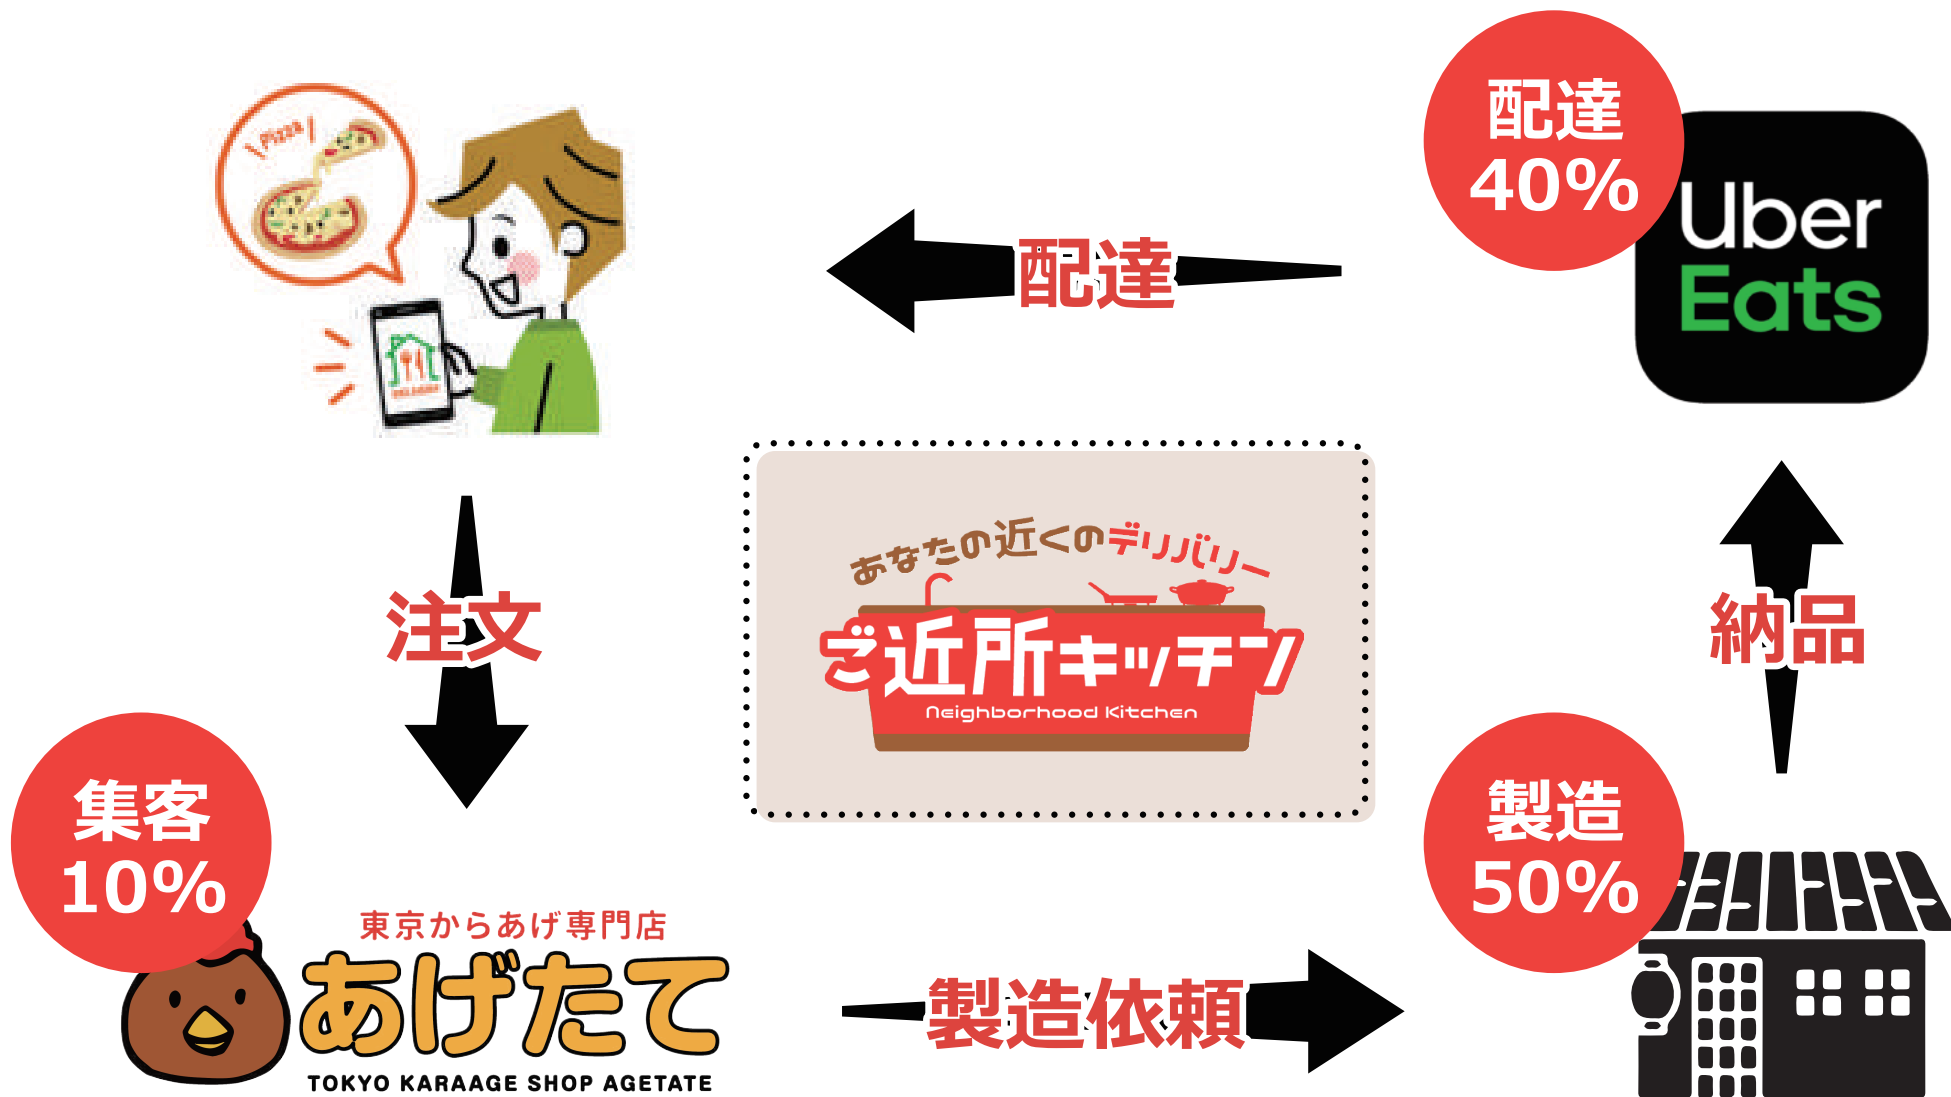 Pizza
配達
40%
Uber
Eats
配達
注文
あなたの近くのデリバリー
ご近所キッチン
Neighborhood Kitchen
納品
集客
10%
製造
50%
東京からあげ専門店
あげたて
TOKYO KARAAGE SHOP AGETATE
製造依頼